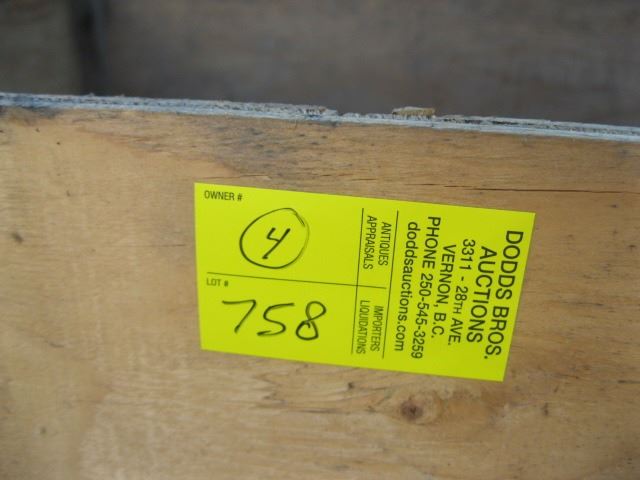 OWNER #
4
LOT #
758
ANTIQUES
APPRAISALS
IMPORTERS
LIQUIDATIONS
DODDS BROS.
AUCTIONS
3311 - 28TH AVE.
VERNON, B.C.
PHONE 250-545-3259
doddsauctions.com